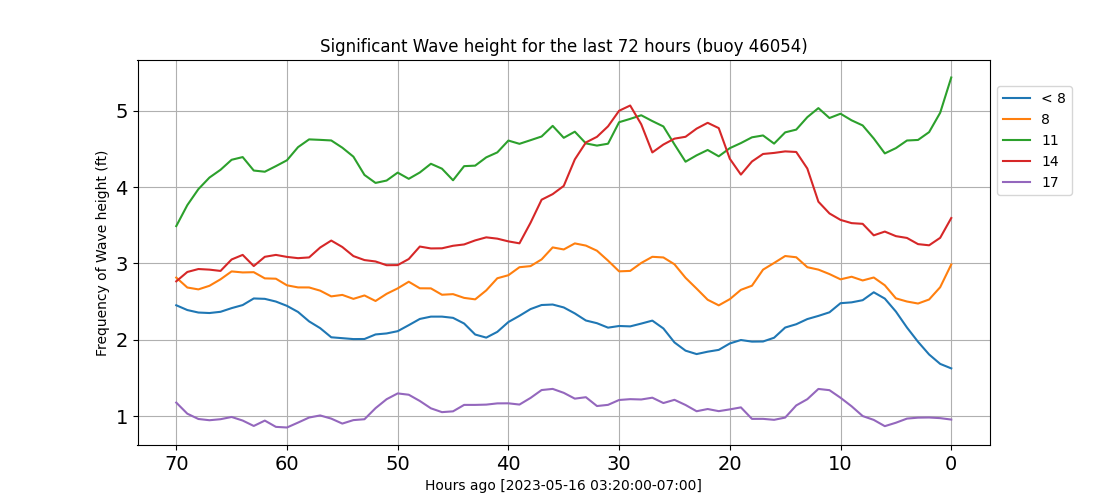 Significant Wave height for the last 72 hours (buoy 46054)
Frequency of Wave height (ft)
5
4
3
2
1
70 60 50 40 30 20 10 0
Hours ago [2023-05-16 03:20:00-07:00]
< 8
8
11
14
17